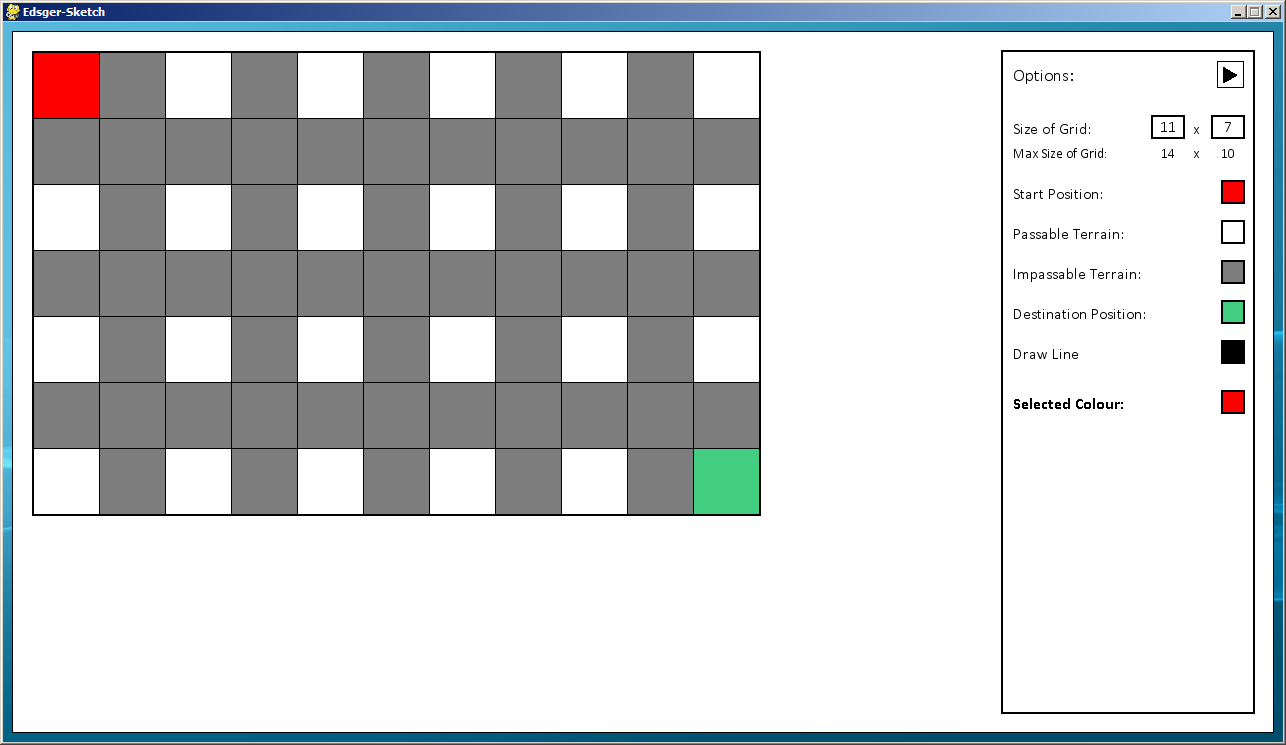 Edsger-Sketch
Options:
Size of Grid: 11 x 7
Max Size of Grid: 14 x 10
Start Position:
Passable Terrain:
Impassable Terrain:
Destination Position:
Draw Line
Selected Colour: